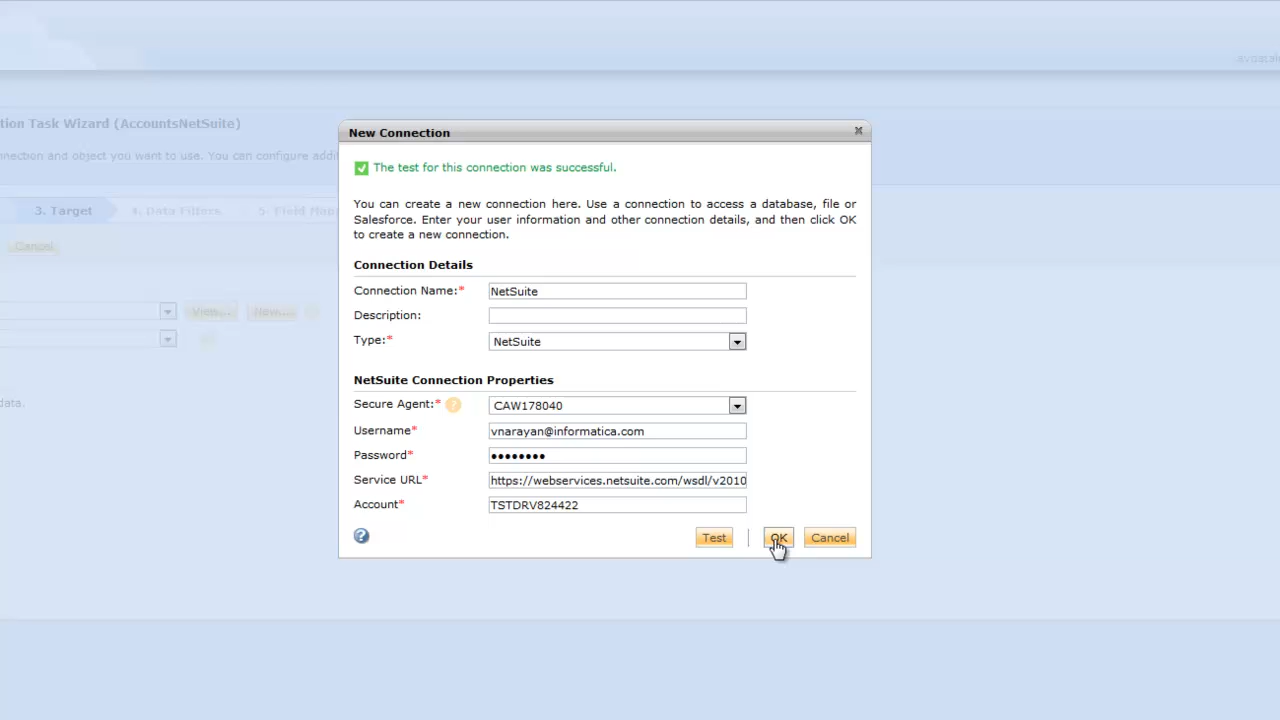 avdatal
tion Task Wizard (AccountsNetSuite)
nnection and object you want to use. You can configure addi
3. Target
4. Data Filters
5. Field Mapp
Cancel
View...
New...
data.
New Connection
The test for this connection was successful.
You can create a new connection here. Use a connection to access a database, file or
Salesforce. Enter your user information and other connection details, and then click OK
to create a new connection.
Connection Details
Connection Name:* NetSuite
Description:
Type:* NetSuite
NetSuite Connection Properties
Secure Agent:* ? CAW178040
Username* vnarayan@informatica.com
Password* ••••••••
Service URL* https://webservices.netsuite.com/wsdl/v2010
Account* TSTDRV824422
? Test | OK Cancel